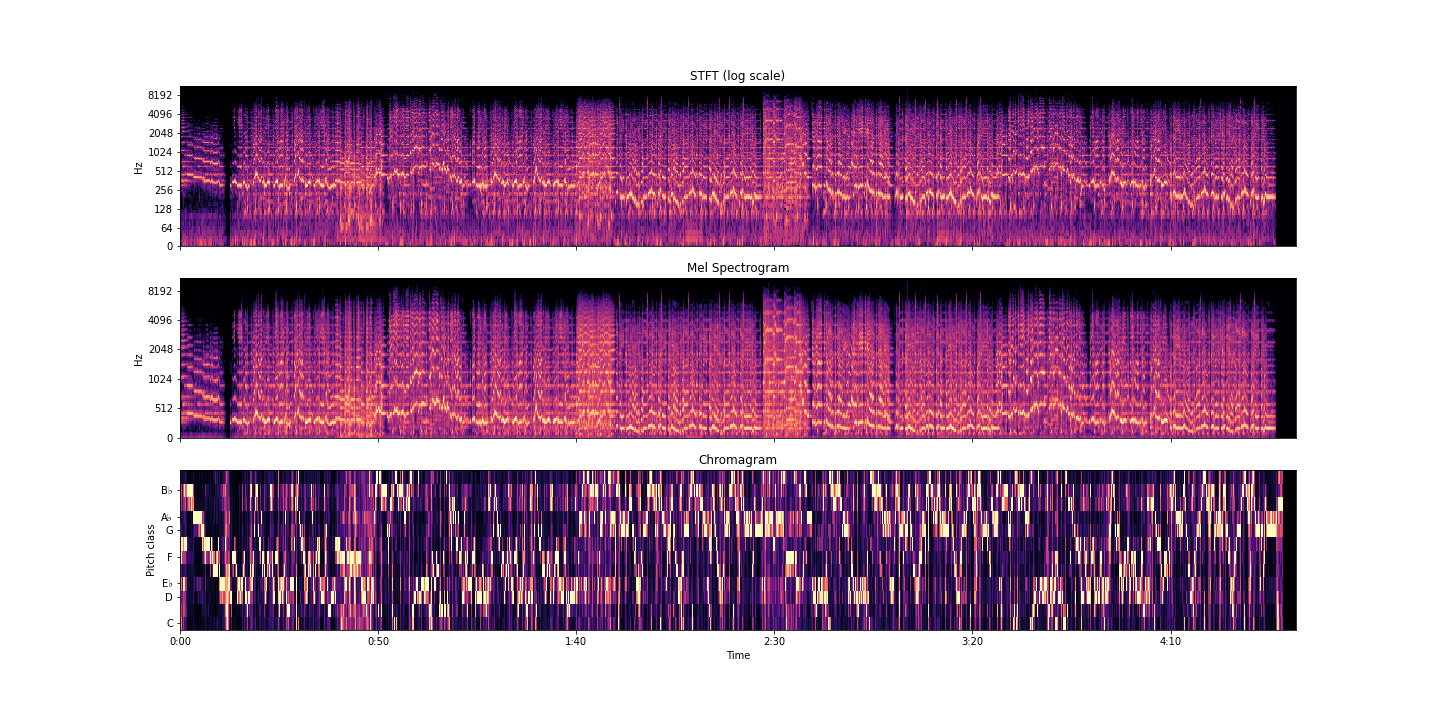 STFT (log scale)
8192
4096
2048
1024
512
256
128
64
0
Hz
Mel Spectrogram
8192
4096
2048
1024
512
0
Hz
Chromagram
B♭
A♭
G
F
E♭
D
C
Pitch class
0:00 0:50 1:40 2:30 3:20 4:10
Time